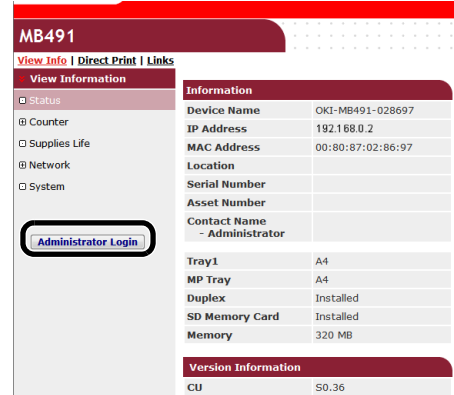 MB491
View Info | Direct Print | Links
View Information
Status
Counter
Supplies Life
Network
System
Administrator Login
Information
Device Name OKI-MB491-028697
IP Address 192.168.0.2
MAC Address 00:80:87:02:86:97
Location
Serial Number
Asset Number
Contact Name
- Administrator
Tray1 A4
MP Tray A4
Duplex Installed
SD Memory Card Installed
Memory 320 MB
Version Information
CU S0.36